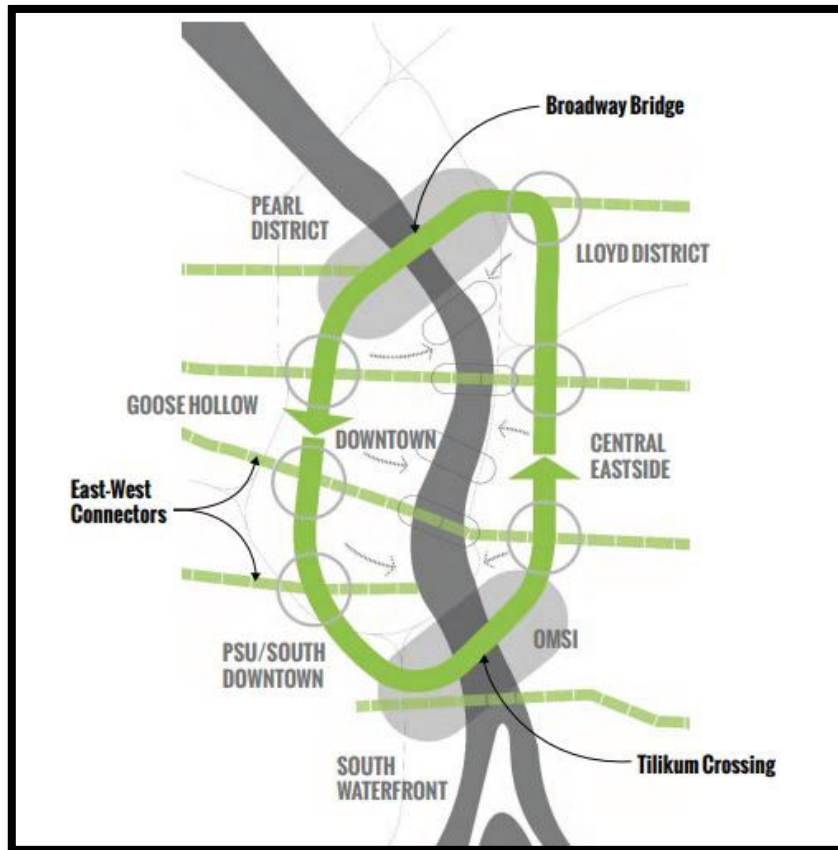 Broadway Bridge
PEARL
DISTRICT
LLOYD DISTRICT
GOOSE HOLLOW
DOWNTOWN
CENTRAL
EASTSIDE
East-West
Connectors
PSU/SOUTH
DOWNTOWN
OMSI
SOUTH
WATERFRONT
Tilikum Crossing